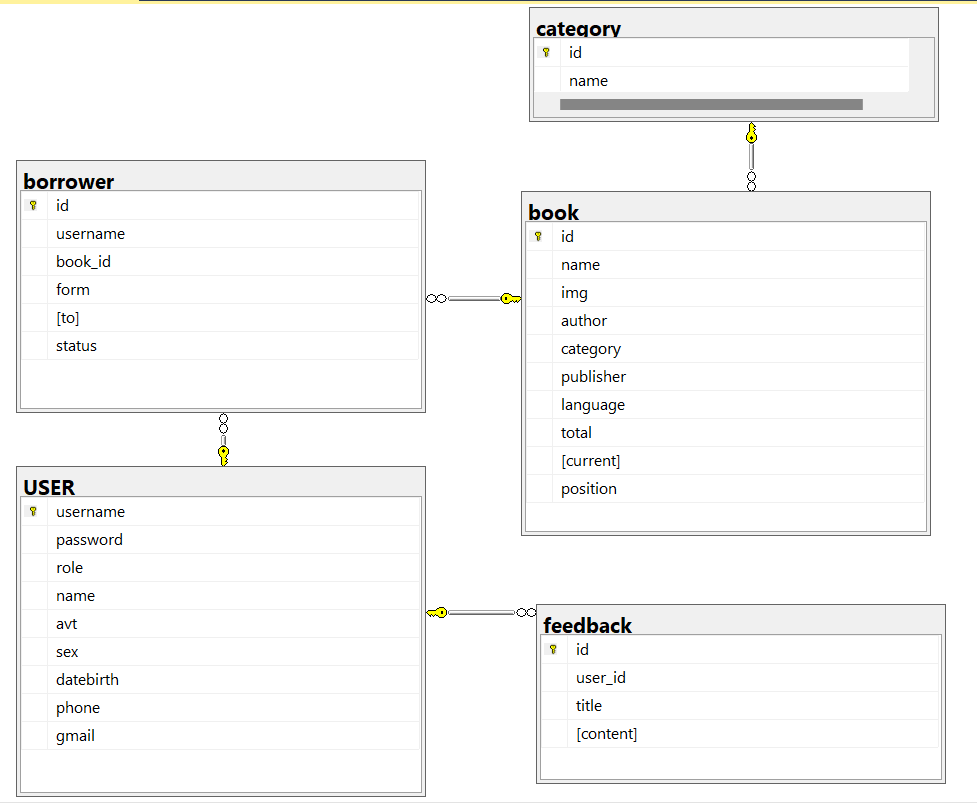 category
id
name
borrower
id
username
book_id
form
[to]
status
book
id
name
img
author
category
publisher
language
total
[current]
position
USER
username
password
role
name
avt
sex
datebirth
phone
gmail
feedback
id
user_id
title
[content]